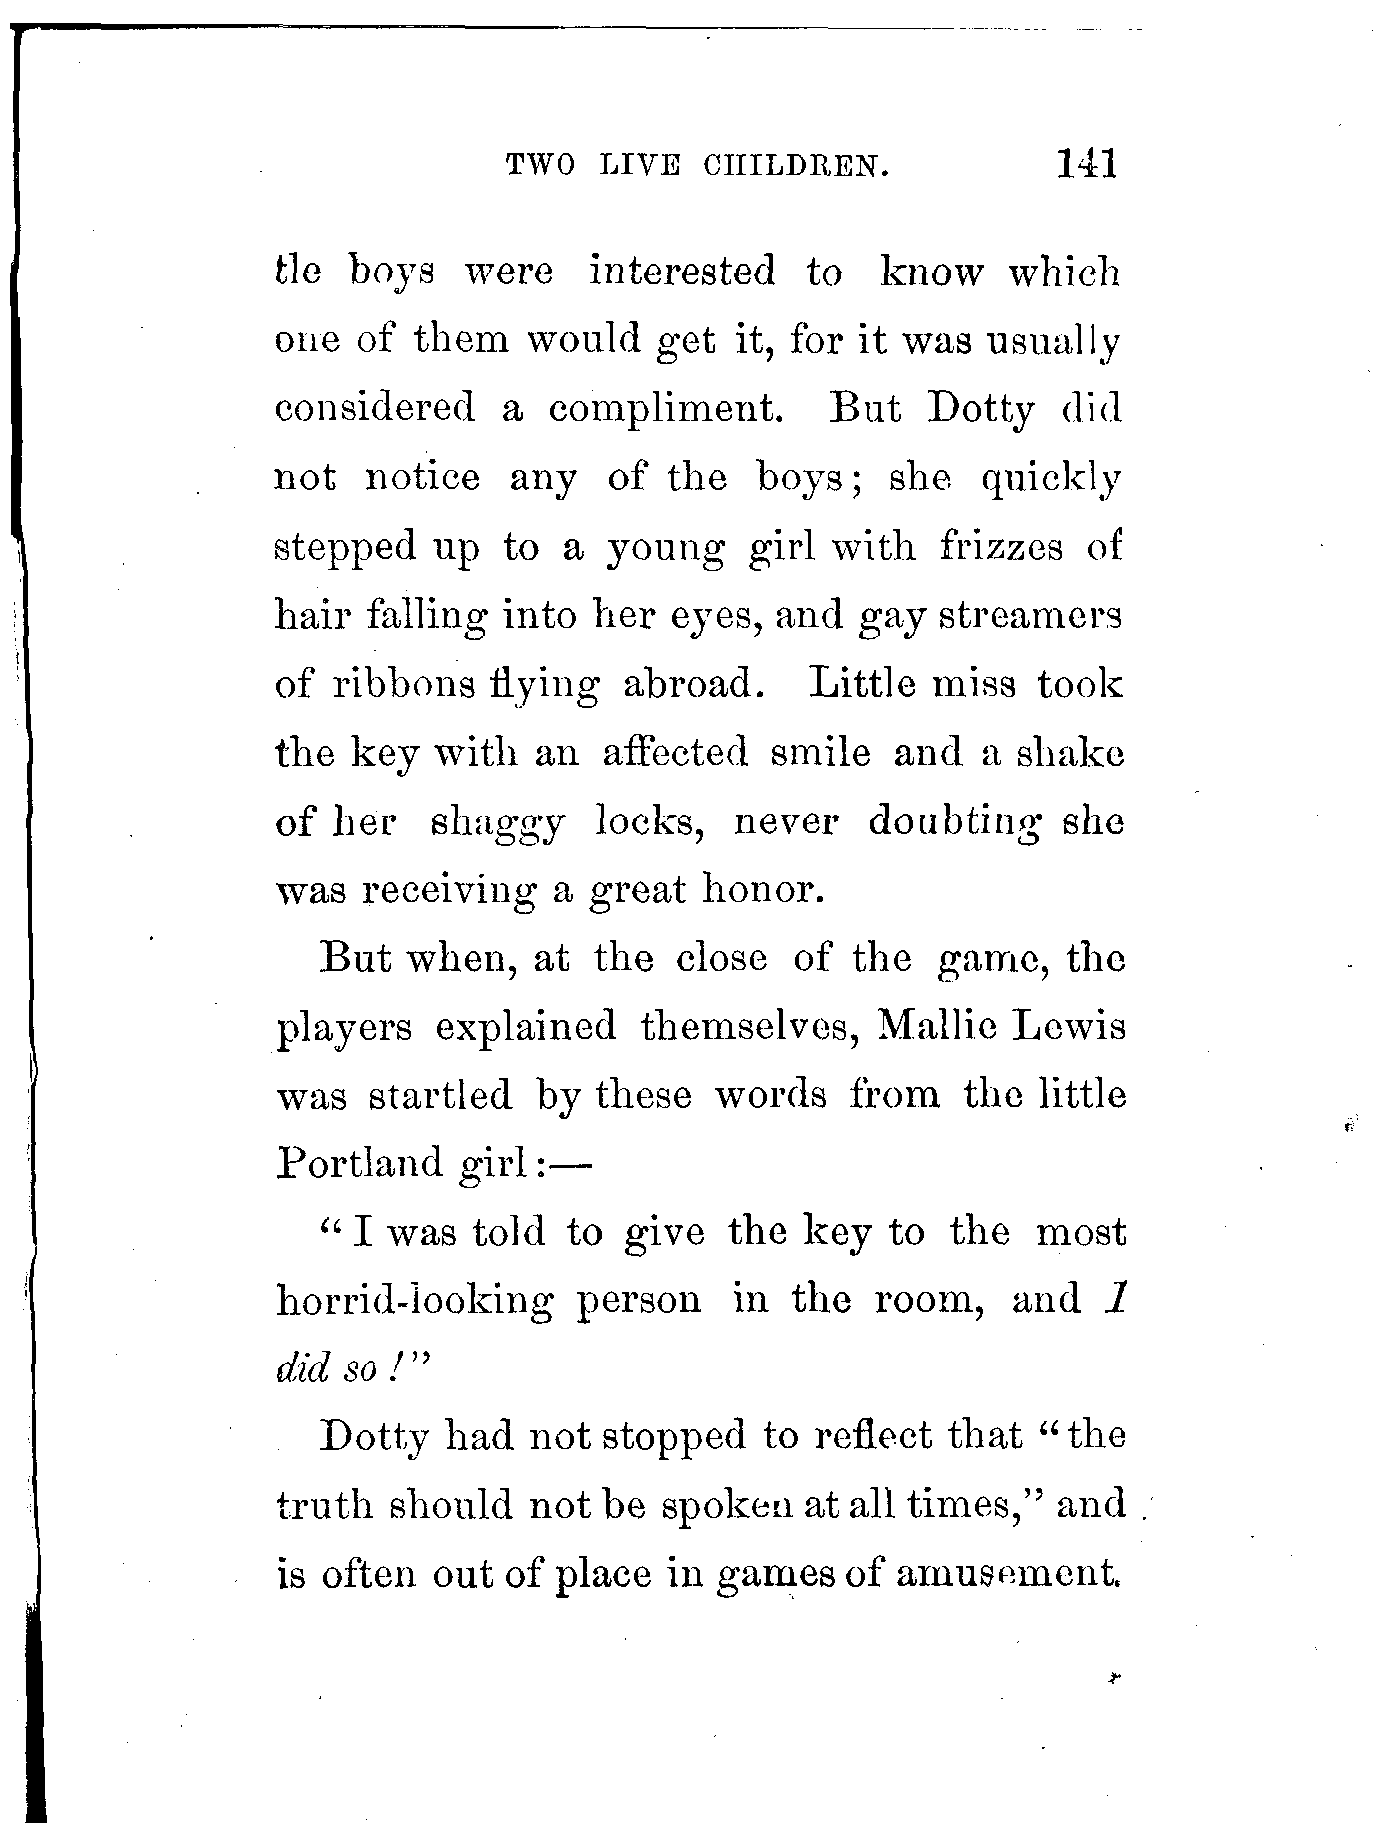 TWO LIVE CHILDREN. 141
tle boys were interested to know which
one of them would get it, for it was usually
considered a compliment. But Dotty did
not notice any of the boys; she quickly
stepped up to a young girl with frizzes of
hair falling into her eyes, and gay streamers
of ribbons flying abroad. Little miss took
the key with an affected smile and a shake
of her shaggy locks, never doubting she
was receiving a great honor.
But when, at the close of the game, the
players explained themselves, Mallie Lewis
was startled by these words from the little
Portland girl:—
"I was told to give the key to the most
horrid-looking person in the room, and I
did so!"
Dotty had not stopped to reflect that "the
truth should not be spoken at all times," and
is often out of place in games of amusement.